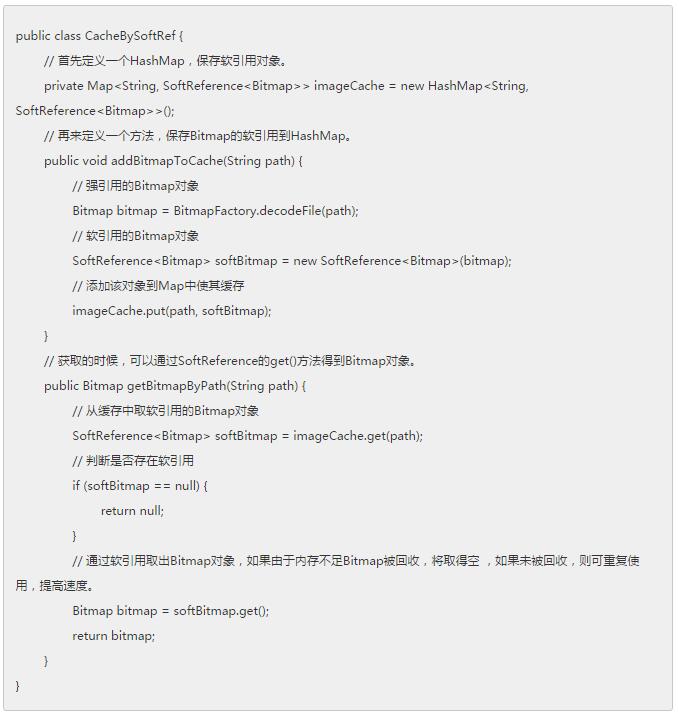 public class CacheBySoftRef {
// 首先定义一个HashMap，保存软引用对象。
private Map<String, SoftReference<Bitmap>> imageCache = new HashMap<String,
SoftReference<Bitmap>>();
// 再来定义一个方法，保存Bitmap的软引用到HashMap。
public void addBitmapToCache(String path) {
// 强引用的Bitmap对象
Bitmap bitmap = BitmapFactory.decodeFile(path);
// 软引用的Bitmap对象
SoftReference<Bitmap> softBitmap = new SoftReference<Bitmap>(bitmap);
// 添加该对象到Map中使其缓存
imageCache.put(path, softBitmap);
}
// 获取的时候，可以通过SoftReference的get()方法得到Bitmap对象。
public Bitmap getBitmapByPath(String path) {
// 从缓存中取软引用的Bitmap对象
SoftReference<Bitmap> softBitmap = imageCache.get(path);
// 判断是否存在软引用
if (softBitmap == null) {
return null;
}
// 通过软引用取出Bitmap对象，如果由于内存不足Bitmap被回收，将取得空 ，如果未被回收，则可重复使
用，提高速度。
Bitmap bitmap = softBitmap.get();
return bitmap;
}
}